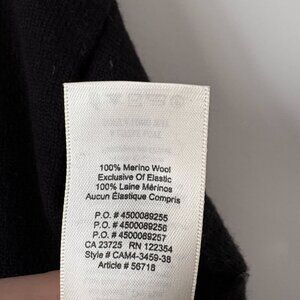 100% Merino Wool
Exclusive Of Elastic
100% Laine Mérinos
Aucun Élastique Compris
P.O. # 4500089255
P.O. # 4500089256
P.O. # 4500089257
CA 23725 RN 122354
Style # CAM4-3459-38
Article # 56718